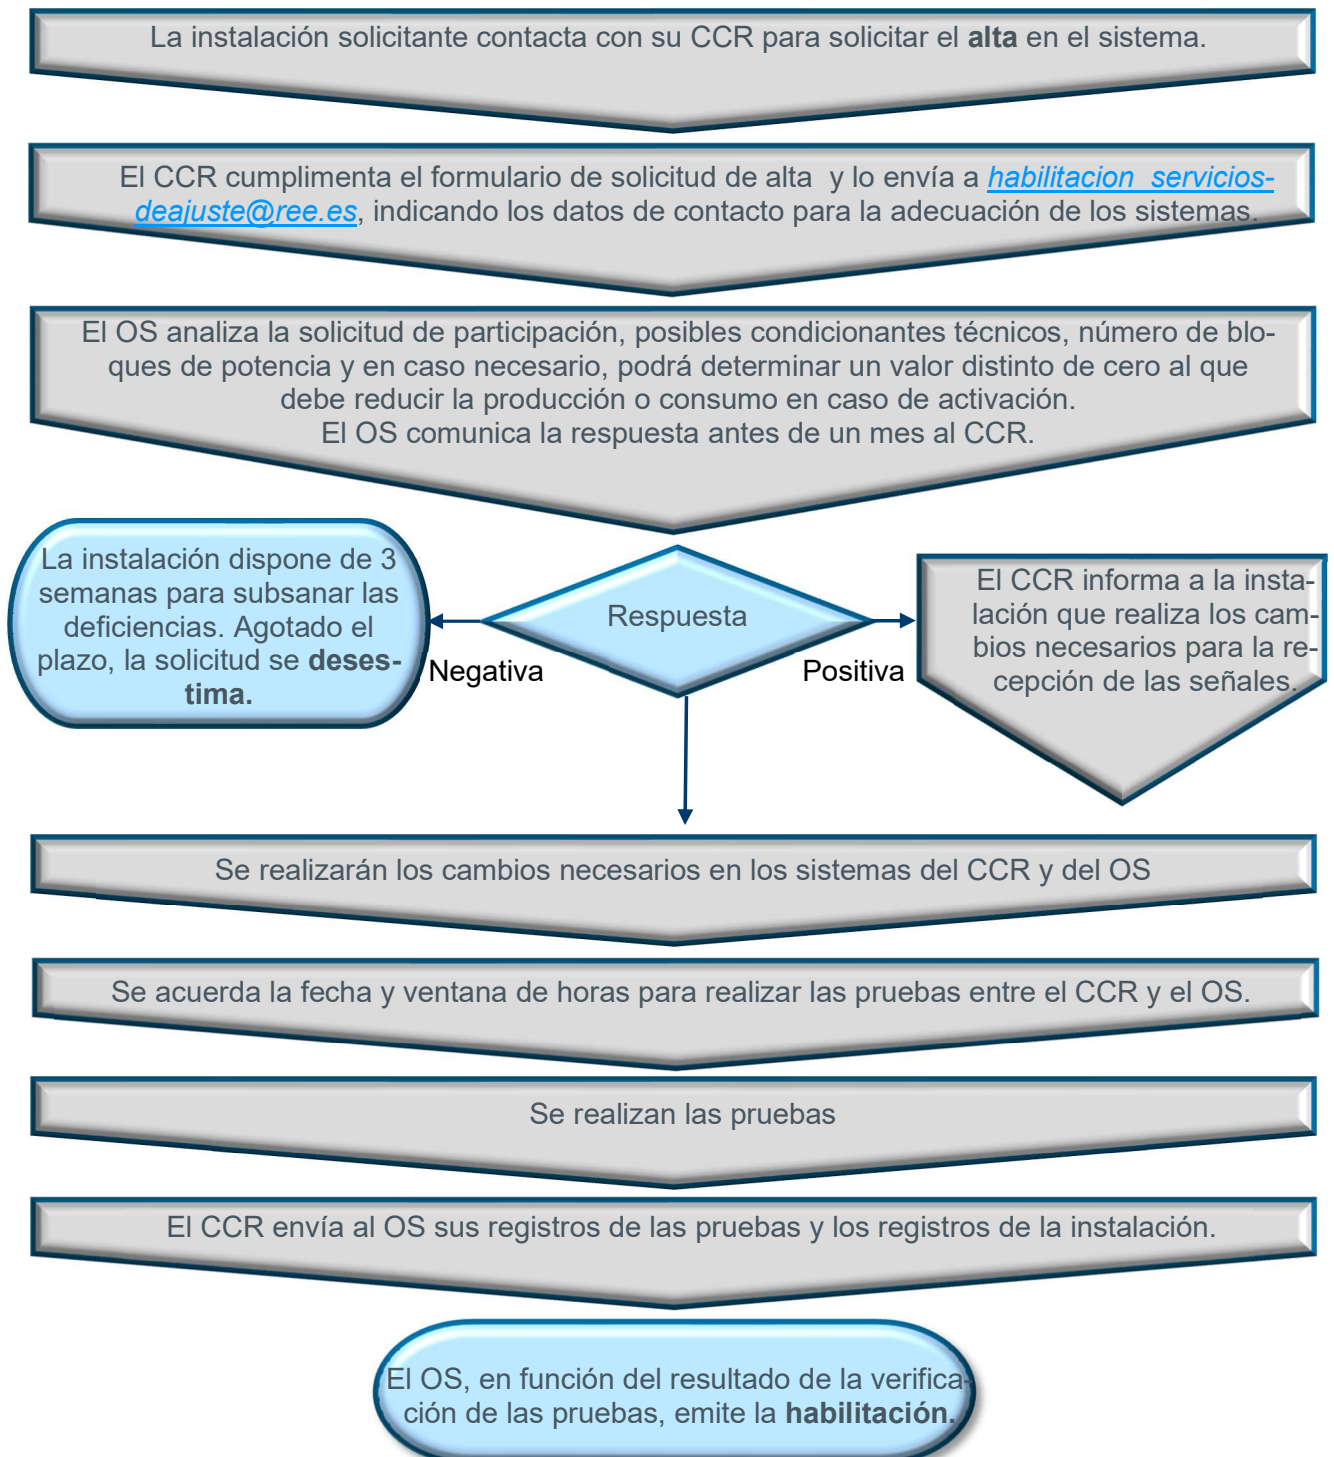 La instalación solicitante contacta con su CCR para solicitar el alta en el sistema.
El CCR cumplimenta el formulario de solicitud de alta y lo envía a habilitacion_servicios-
deajuste@ree.es, indicando los datos de contacto para la adecuación de los sistemas.
El OS analiza la solicitud de participación, posibles condicionantes técnicos, número de blo-
ques de potencia y en caso necesario, podrá determinar un valor distinto de cero al que
debe reducir la producción o consumo en caso de activación.
El OS comunica la respuesta antes de un mes al CCR.
La instalación dispone de 3
semanas para subsanar las
deficiencias. Agotado el
plazo, la solicitud se deses-
tima.
Negativa
Respuesta
Positiva
El CCR informa a la insta-
lación que realiza los cam-
bios necesarios para la re-
cepción de las señales.
Se realizarán los cambios necesarios en los sistemas del CCR y del OS
Se acuerda la fecha y ventana de horas para realizar las pruebas entre el CCR y el OS.
Se realizan las pruebas
El CCR envía al OS sus registros de las pruebas y los registros de la instalación.
El OS, en función del resultado de la verifica-
ción de las pruebas, emite la habilitación.